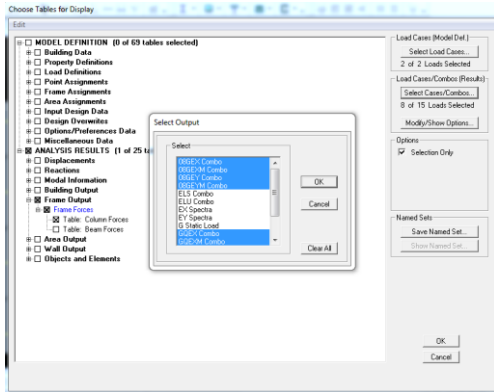 Choose Tables for Display
Edit
MODEL DEFINITION (0 of 69 tables selected)
Building Data
Property Definitions
Load Definitions
Point Assignments
Frame Assignments
Area Assignments
Input Design Data
Design Overwrites
Options/Preferences Data
Miscellaneous Data
ANALYSIS RESULTS (1 of 25 ta
Displacements
Reactions
Modal Information
Building Output
Frame Output
Frame Forces
Table: Column Forces
Table: Beam Forces
Area Output
Wall Output
Objects and Elements
Select Output
Select
08GEX Combo
08GEXM Combo
08GEY Combo
08GEYM Combo
ELS Combo
ELU Combo
EX Spectra
EY Spectra
G Static Load
GQEX Combo
GQEXM Combo
OK
Cancel
Clear All
Load Cases (Model Def.)
Select Load Cases...
2 of 2 Loads Selected
Load Cases/Combos (Results)
Select Cases/Combos...
8 of 15 Loads Selected
Modify/Show Options...
Options
Selection Only
Named Sets
Save Named Set...
Show Named Set...
OK
Cancel